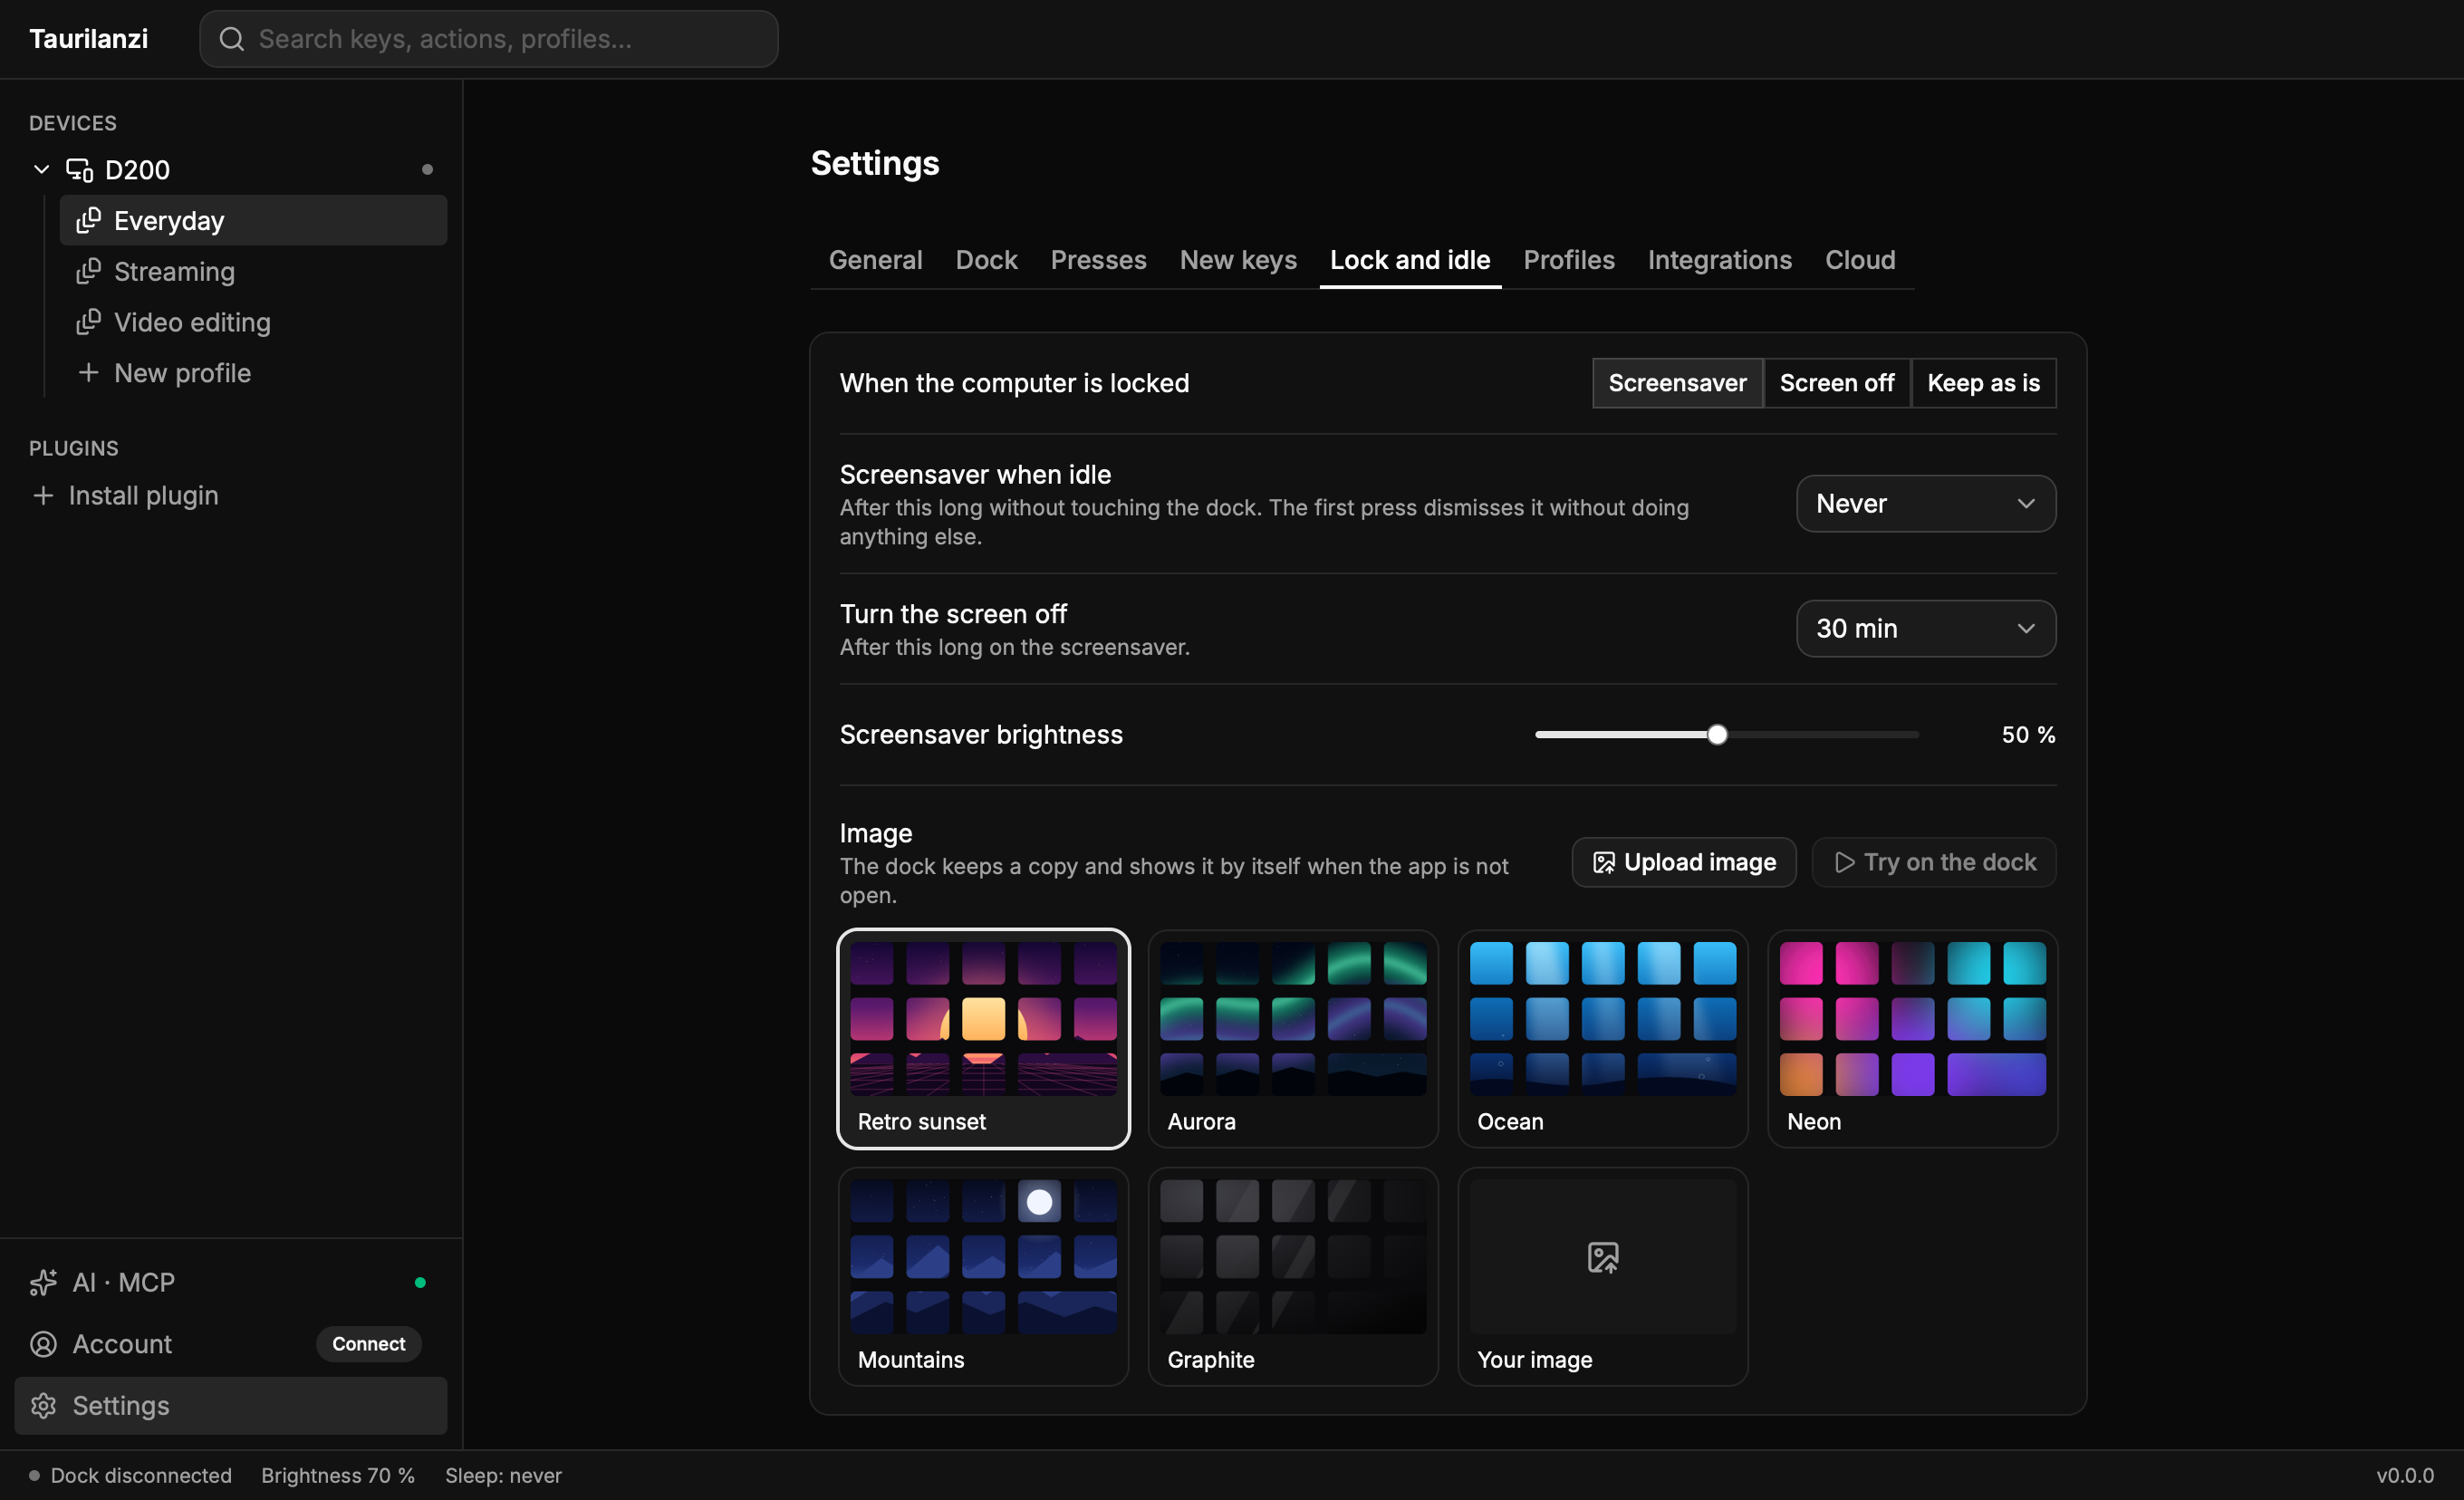 Taurilanzi
Search keys, actions, profiles...
DEVICES
D200
Everyday
Streaming
Video editing
New profile
PLUGINS
Install plugin
AI · MCP
Account
Connect
Settings
Settings
General
Dock
Presses
New keys
Lock and idle
Profiles
Integrations
Cloud
When the computer is locked
Screensaver
Screen off
Keep as is
Screensaver when idle
After this long without touching the dock. The first press dismisses it without doing
anything else.
Never
Turn the screen off
After this long on the screensaver.
30 min
Screensaver brightness
50 %
Image
The dock keeps a copy and shows it by itself when the app is not
open.
Upload image
Try on the dock
Retro sunset
Aurora
Ocean
Neon
Mountains
Graphite
Your image
Dock disconnected
Brightness 70 %
Sleep: never
v0.0.0